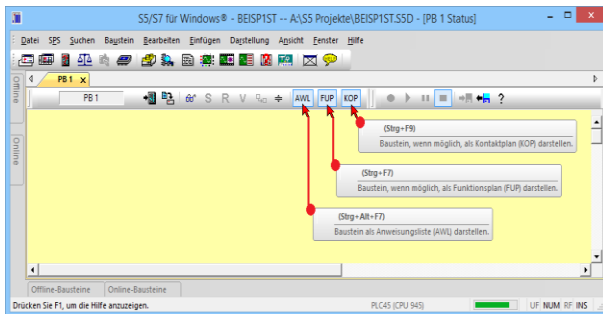 S5/S7 für Windows® - BEISP1ST -- A:\S5 Projekte\BEISP1ST.S5D - [PB 1 Status]
Datei SPS Suchen Baustein Bearbeiten Einfügen Darstellung Ansicht Fenster Hilfe
PB 1 x
PB 1 S R V AWL FUP KOP ?
Offline
Online
(Strg+F9)
Baustein, wenn möglich, als Kontaktplan (KOP) darstellen.
(Strg+F7)
Baustein, wenn möglich, als Funktionsplan (FUP) darstellen.
(Strg+Alt+F7)
Baustein als Anweisungsliste (AWL) darstellen.
Offline-Bausteine Online-Bausteine
Drücken Sie F1, um die Hilfe anzuzeigen. PLC45 (CPU 945) UF NUM RF INS